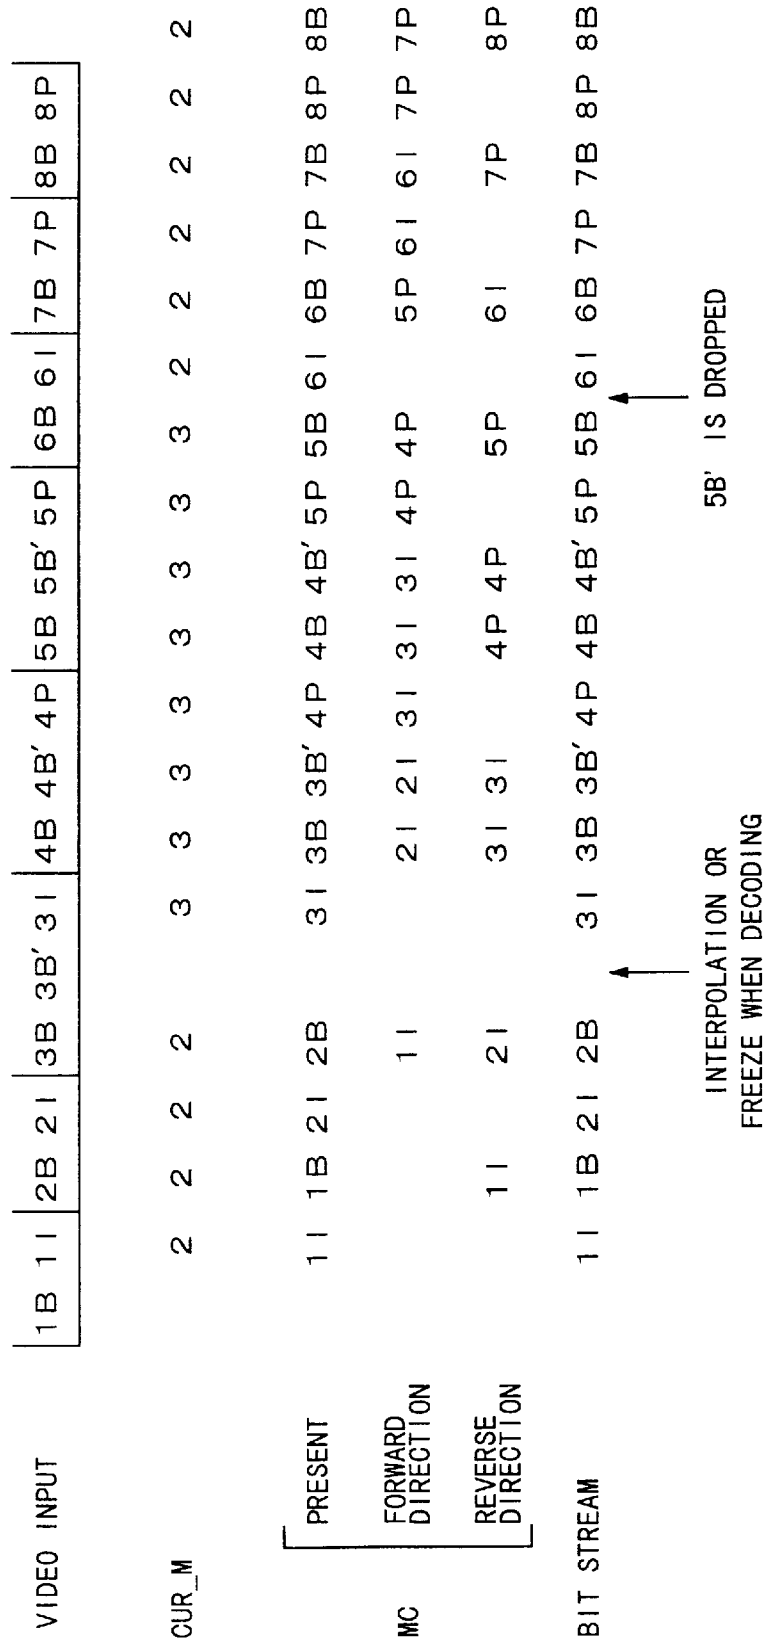 VIDEO INPUT 1B 1I 2B 2I 3B 3B' 3I 4B 4B' 4P 5B 5B' 5P 6B 6I 7B 7P 8B 8P
CUR_M 2 2 2 2 3 3 3 3 3 3 3 3 2 2 2 2 2 2
MC
PRESENT 1I 1B 2I 2B 3I 3B 3B' 4P 4B 4B' 5P 5B 6I 6B 7P 7B 8P 8B
FORWARD
DIRECTION 1I 2I 2I 3I 3I 3I 4P 4P 5P 6I 6I 7P 7P
REVERSE
DIRECTION 1I 2I 3I 3I 4P 4P 5P 6I 7P 8P
BIT STREAM 1I 1B 2I 2B 3I 3B 3B' 4P 4B 4B' 5P 5B 6I 6B 7P 7B 8P 8B
INTERPOLATION OR
FREEZE WHEN DECODING
5B' IS DROPPED